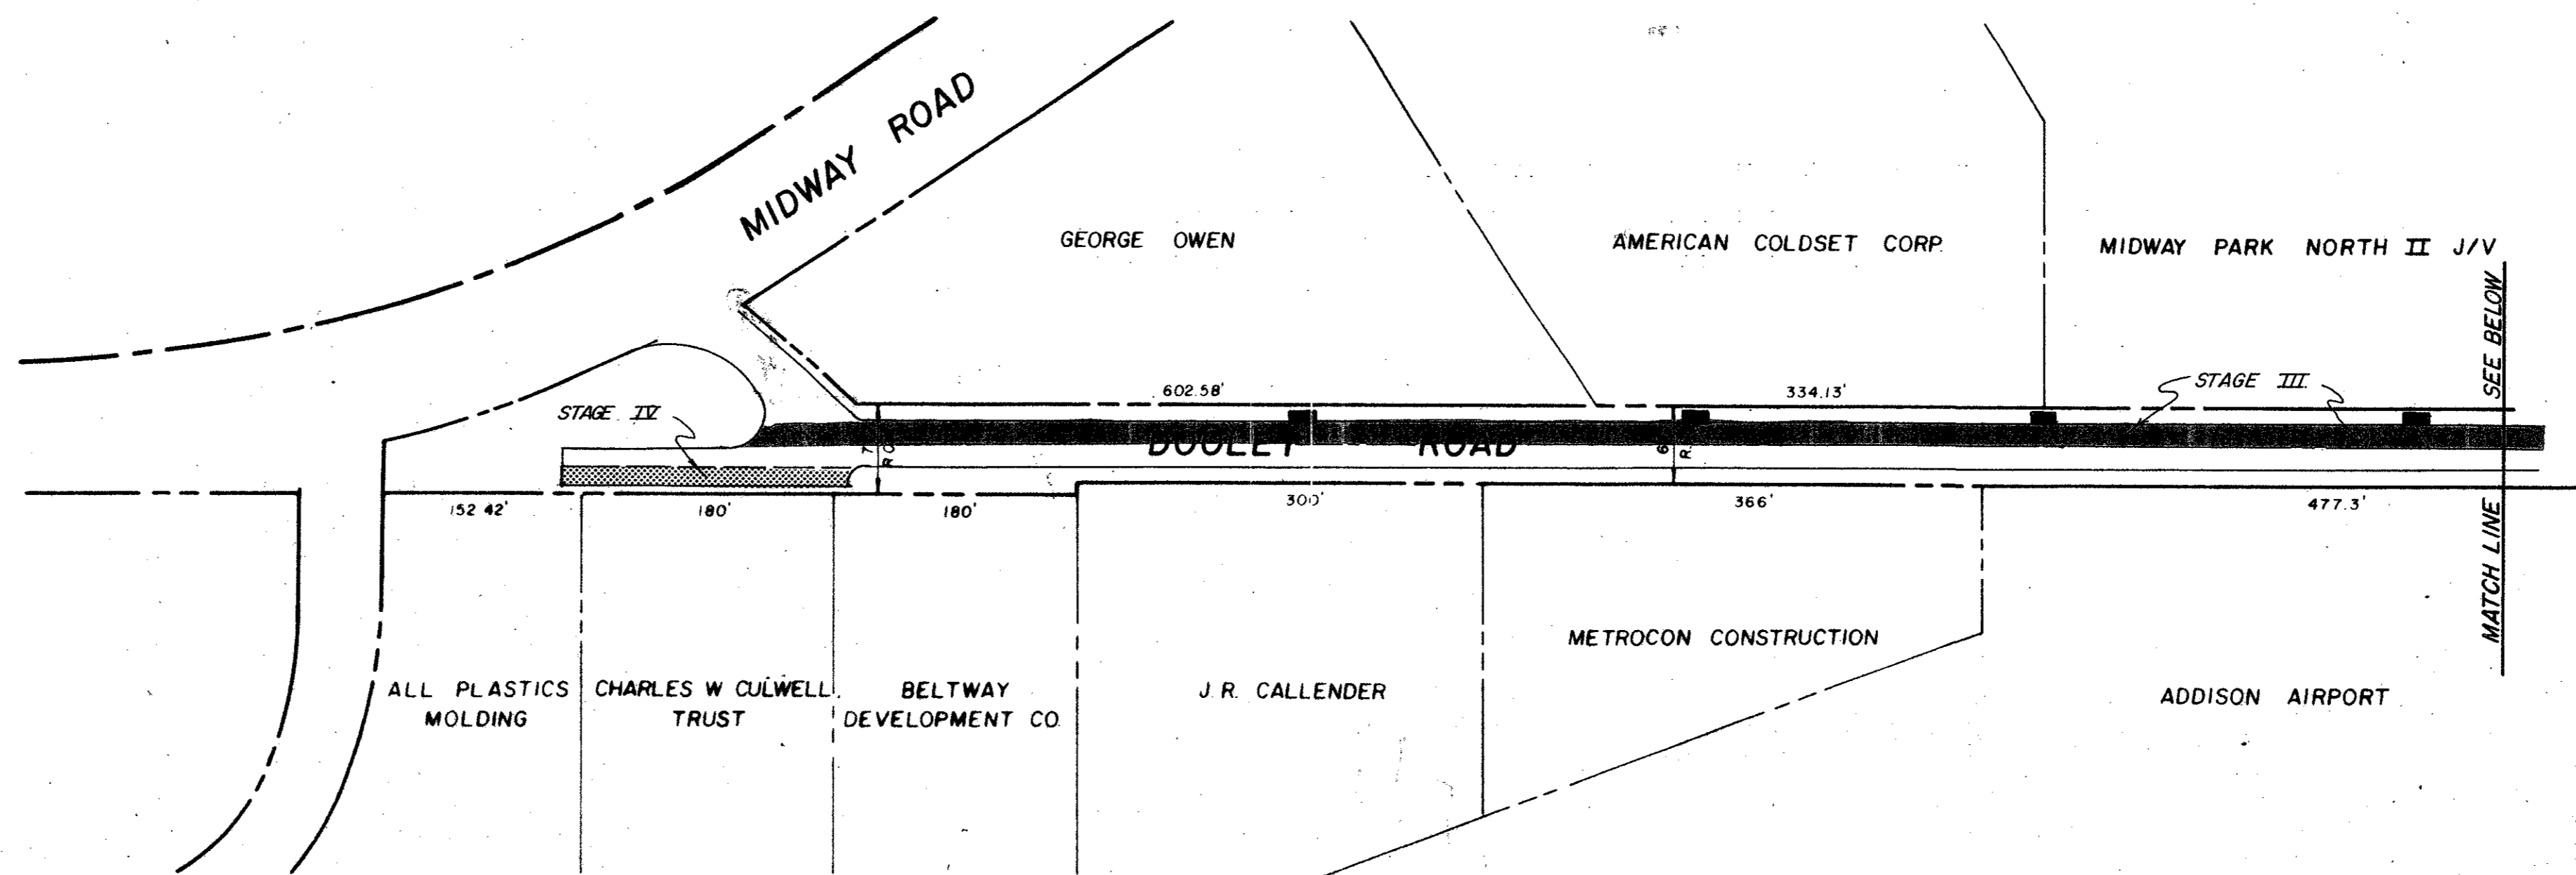 MIDWAY ROAD
GEORGE OWEN
AMERICAN COLDSET CORP.
MIDWAY PARK NORTH II J/V
SEE BELOW
STAGE III
602.58'
334.13'
STAGE IV
DOOLEY ROAD
152.42'
180'
180'
300'
366'
477.3'
MATCH LINE
METROCON CONSTRUCTION
ALL PLASTICS
MOLDING
CHARLES W CULWELL
TRUST
BELTWAY
DEVELOPMENT CO.
J. R. CALLENDER
ADDISON AIRPORT